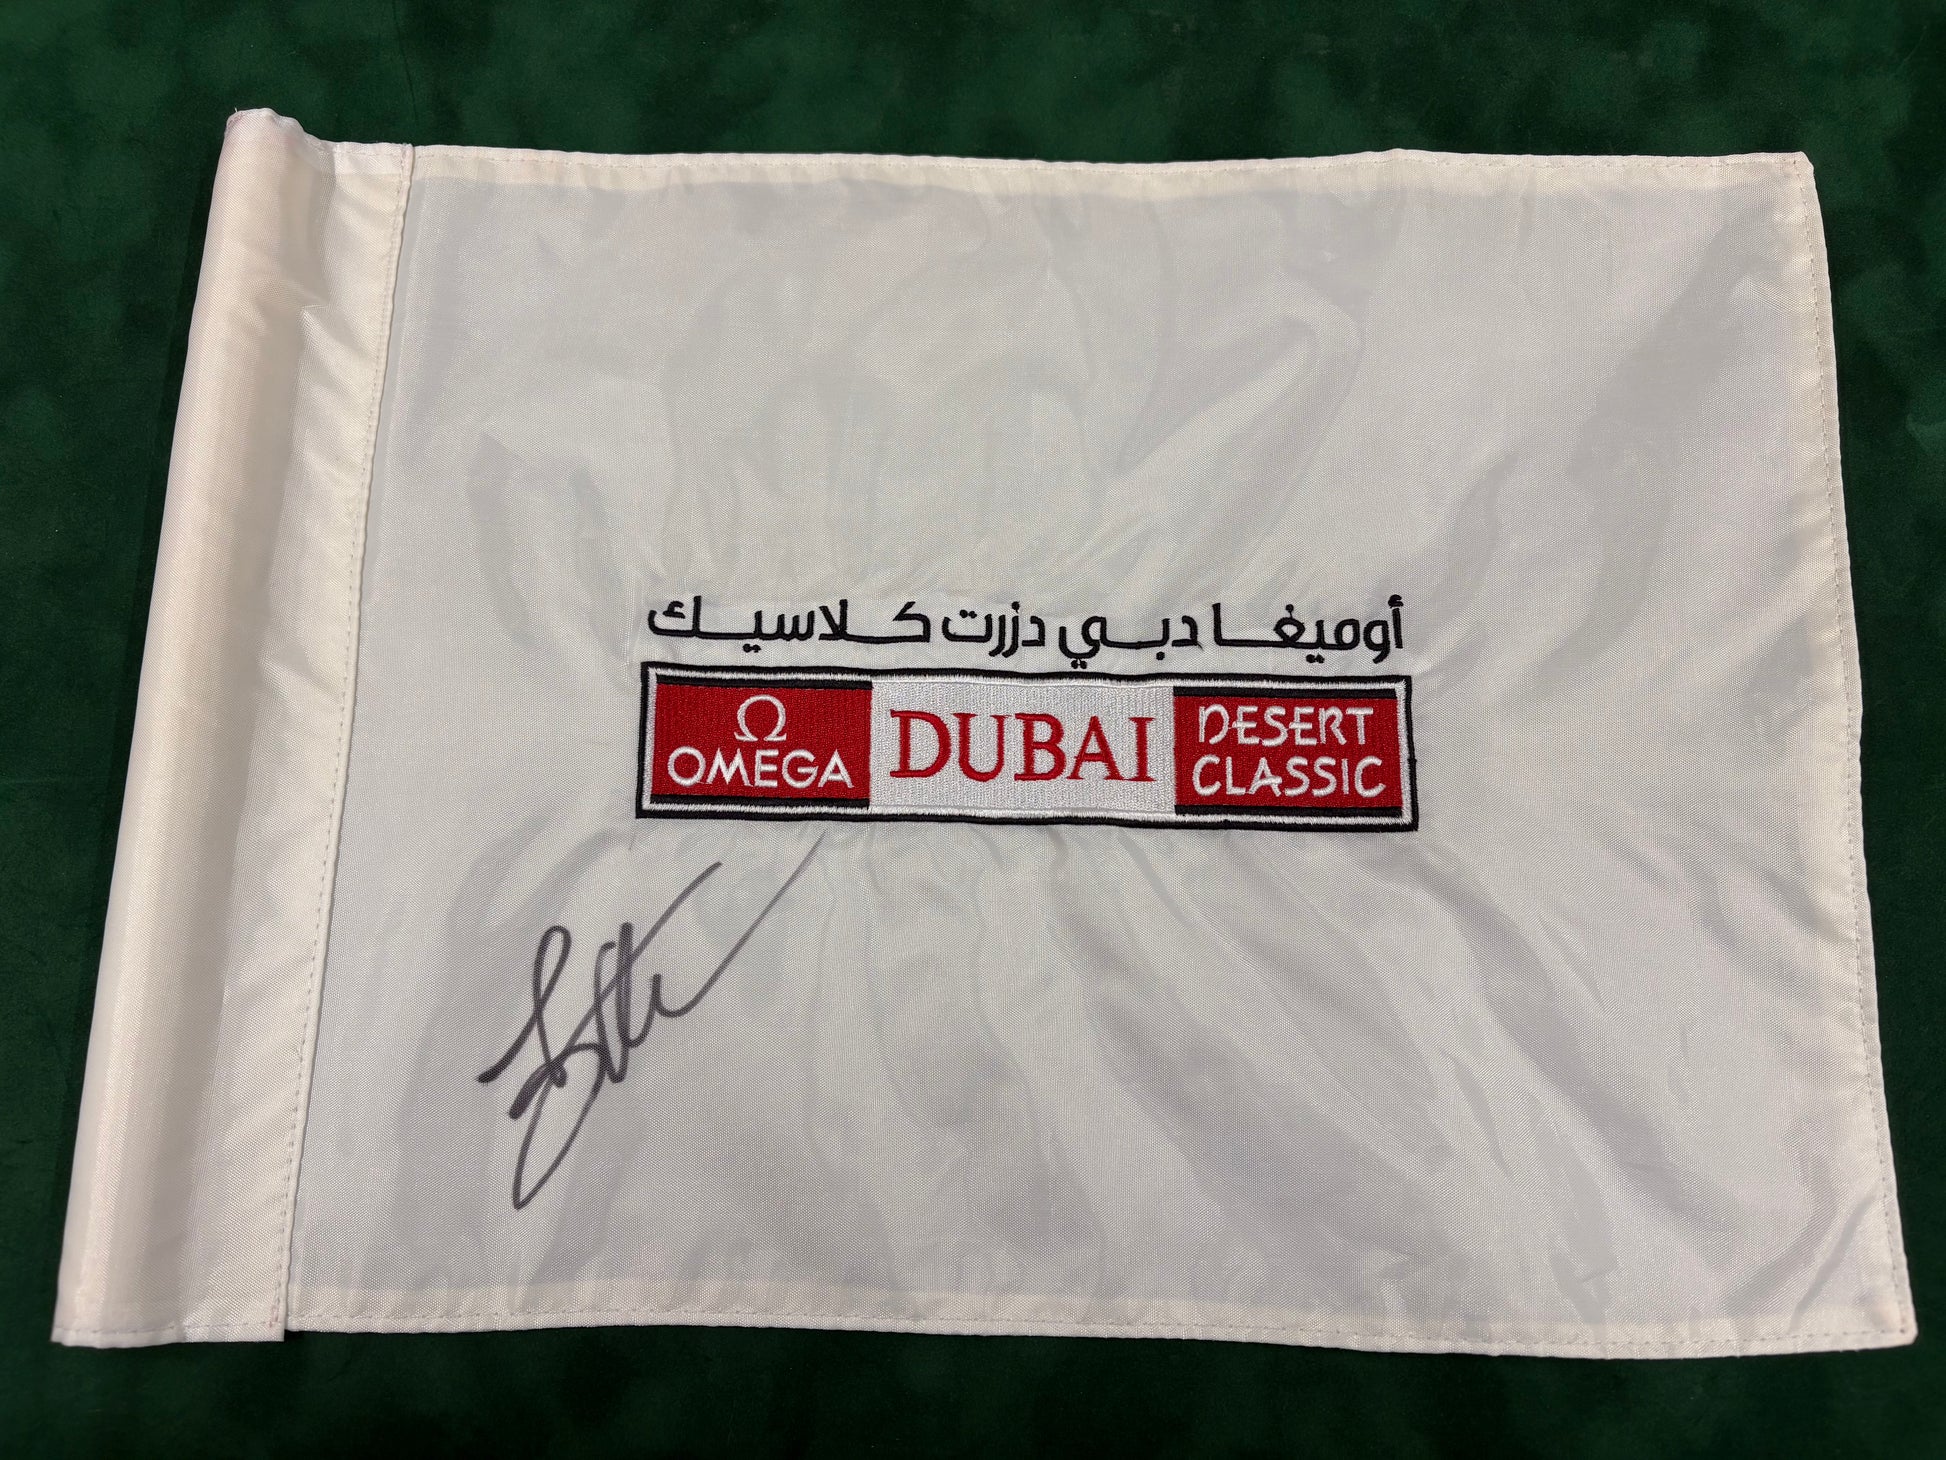 أوميغا دبي دزرت كلاسيك
Ω
OMEGA
DUBAI
DESERT
CLASSIC